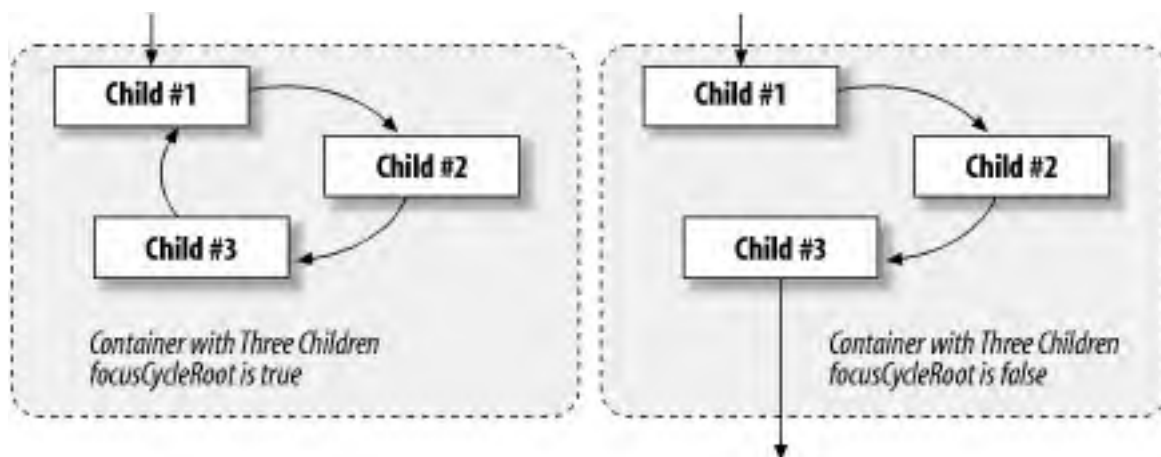 Child #1
Child #2
Child #3
Container with Three Children
focusCycleRoot is true
Child #1
Child #2
Child #3
Container with Three Children
focusCycleRoot is false